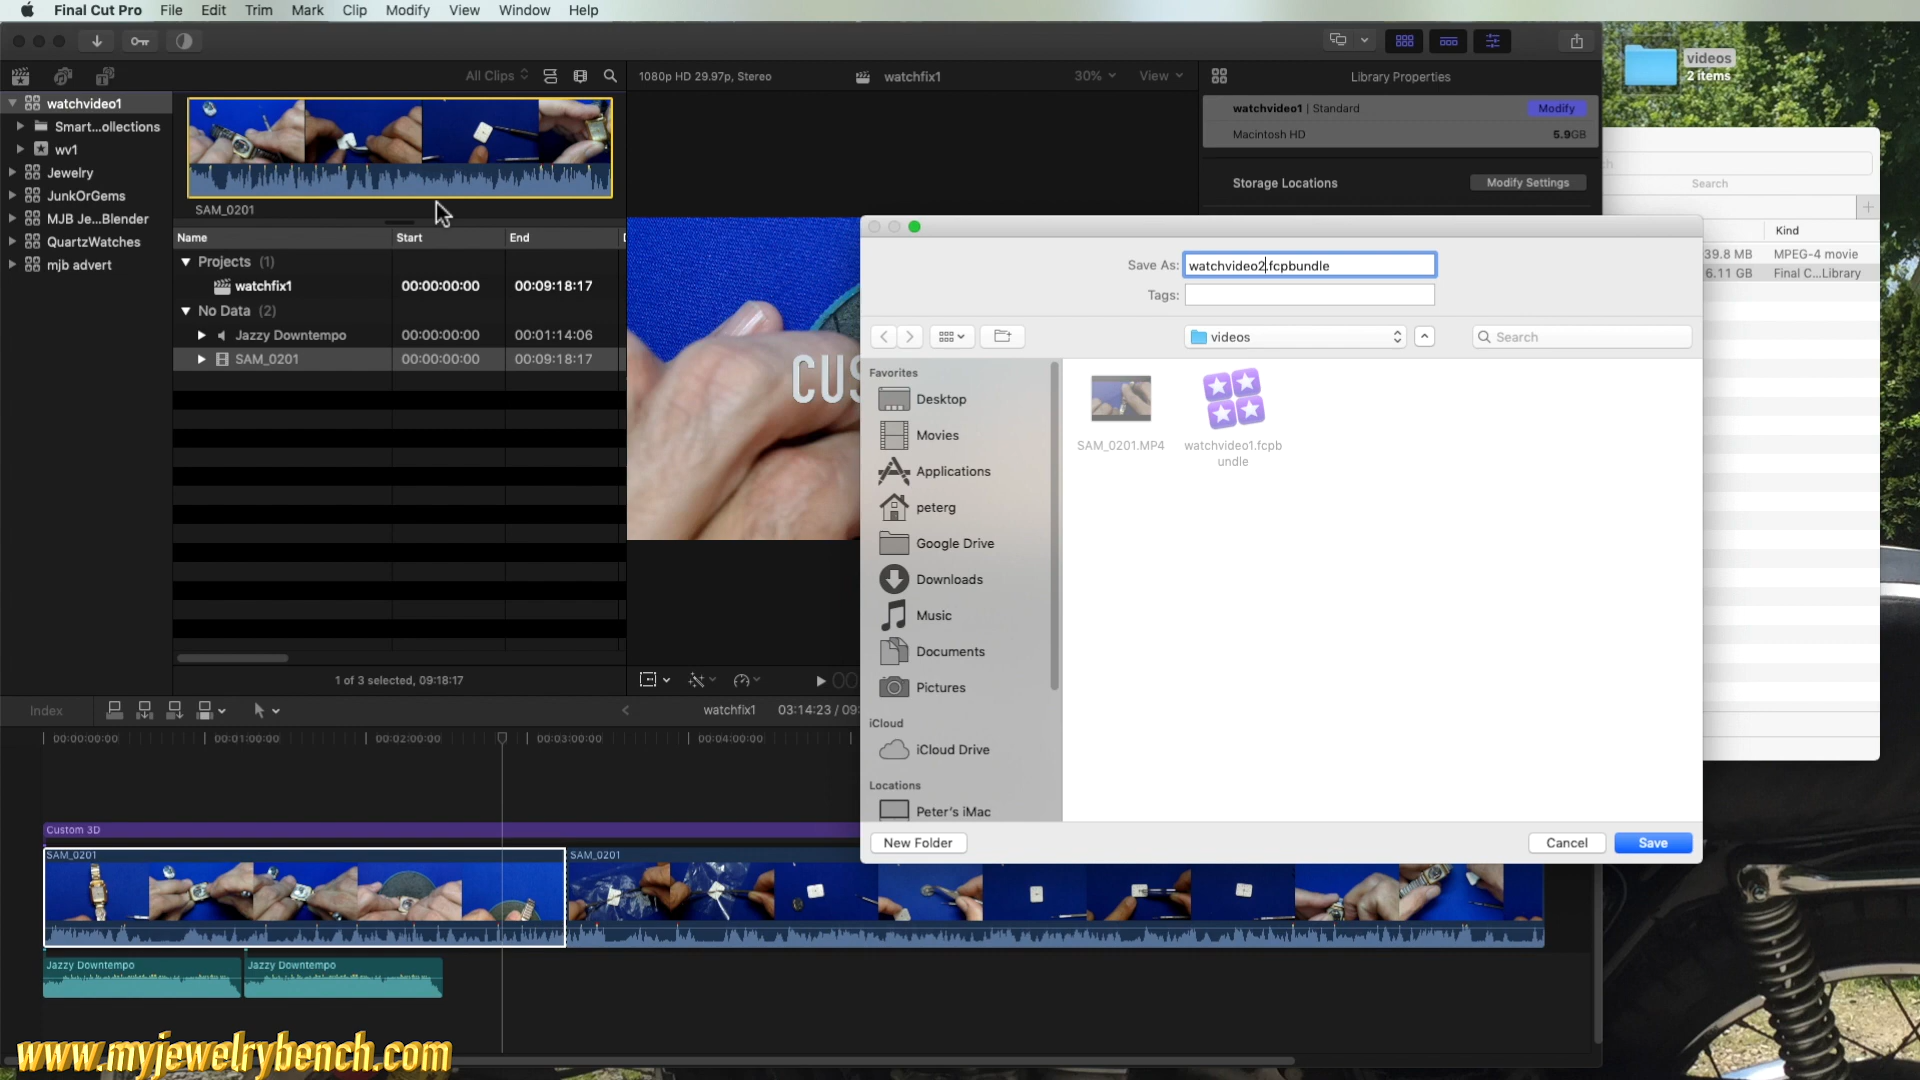 Final Cut Pro File Edit Trim Mark Clip Modify View Window Help
videos
2 items
All Clips
1080p HD 29.97p, Stereo
watchfix1
30%
View
Library Properties
watchvideo1
Smart...ollections
wv1
Jewelry
JunkOrGems
MJB Je...Blender
QuartzWatches
mjb advert
SAM_0201
watchvideo1 | Standard
Modify
Macintosh HD
5.9GB
Storage Locations
Modify Settings
Search
Name Start End
Projects (1)
watchfix1 00:00:00:00 00:09:18:17
No Data (2)
Jazzy Downtempo 00:00:00:00 00:01:14:06
SAM_0201 00:00:00:00 00:09:18:17
1 of 3 selected, 09:18:17
CUS
Kind
39.8 MB MPEG-4 movie
6.11 GB Final C...Library
Save As: watchvideo2.fcpbundle
Tags:
videos
Search
Favorites
Desktop
Movies
Applications
peterg
Google Drive
Downloads
Music
Documents
Pictures
iCloud
iCloud Drive
Locations
Peter's iMac
SAM_0201.MP4
watchvideo1.fcpb
undle
New Folder
Cancel
Save
Index
watchfix1
03:14:23 / 09:
00:00:00:00
00:01:00:00
00:02:00:00
00:03:00:00
00:04:00:00
Custom 3D
SAM_0201
SAM_0201
Jazzy Downtempo
Jazzy Downtempo
www.myjewelrybench.com